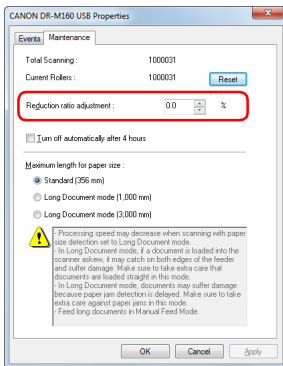 CANON DR-M160 USB Properties
Events
Maintenance
Total Scanning :
1000031
Current Rollers :
1000031
Reset
Reduction ratio adjustment :
0.0
%
Turn off automatically after 4 hours
Maximum length for paper size :
Standard (356 mm)
Long Document mode (1,000 mm)
Long Document mode (3,000 mm)
- Processing speed may decrease when scanning with paper
size detection set to Long Document mode.
- In Long Document mode, if a document is loaded into the
scanner askew, it may catch on both edges of the feeder
and suffer damage. Make sure to take extra care that
documents are loaded straight in this mode.
- In Long Document mode, documents may suffer damage
because paper jam detection is delayed. Make sure to take
extra care against paper jams in this mode.
- Feed long documents in Manual Feed Mode.
OK
Cancel
Apply